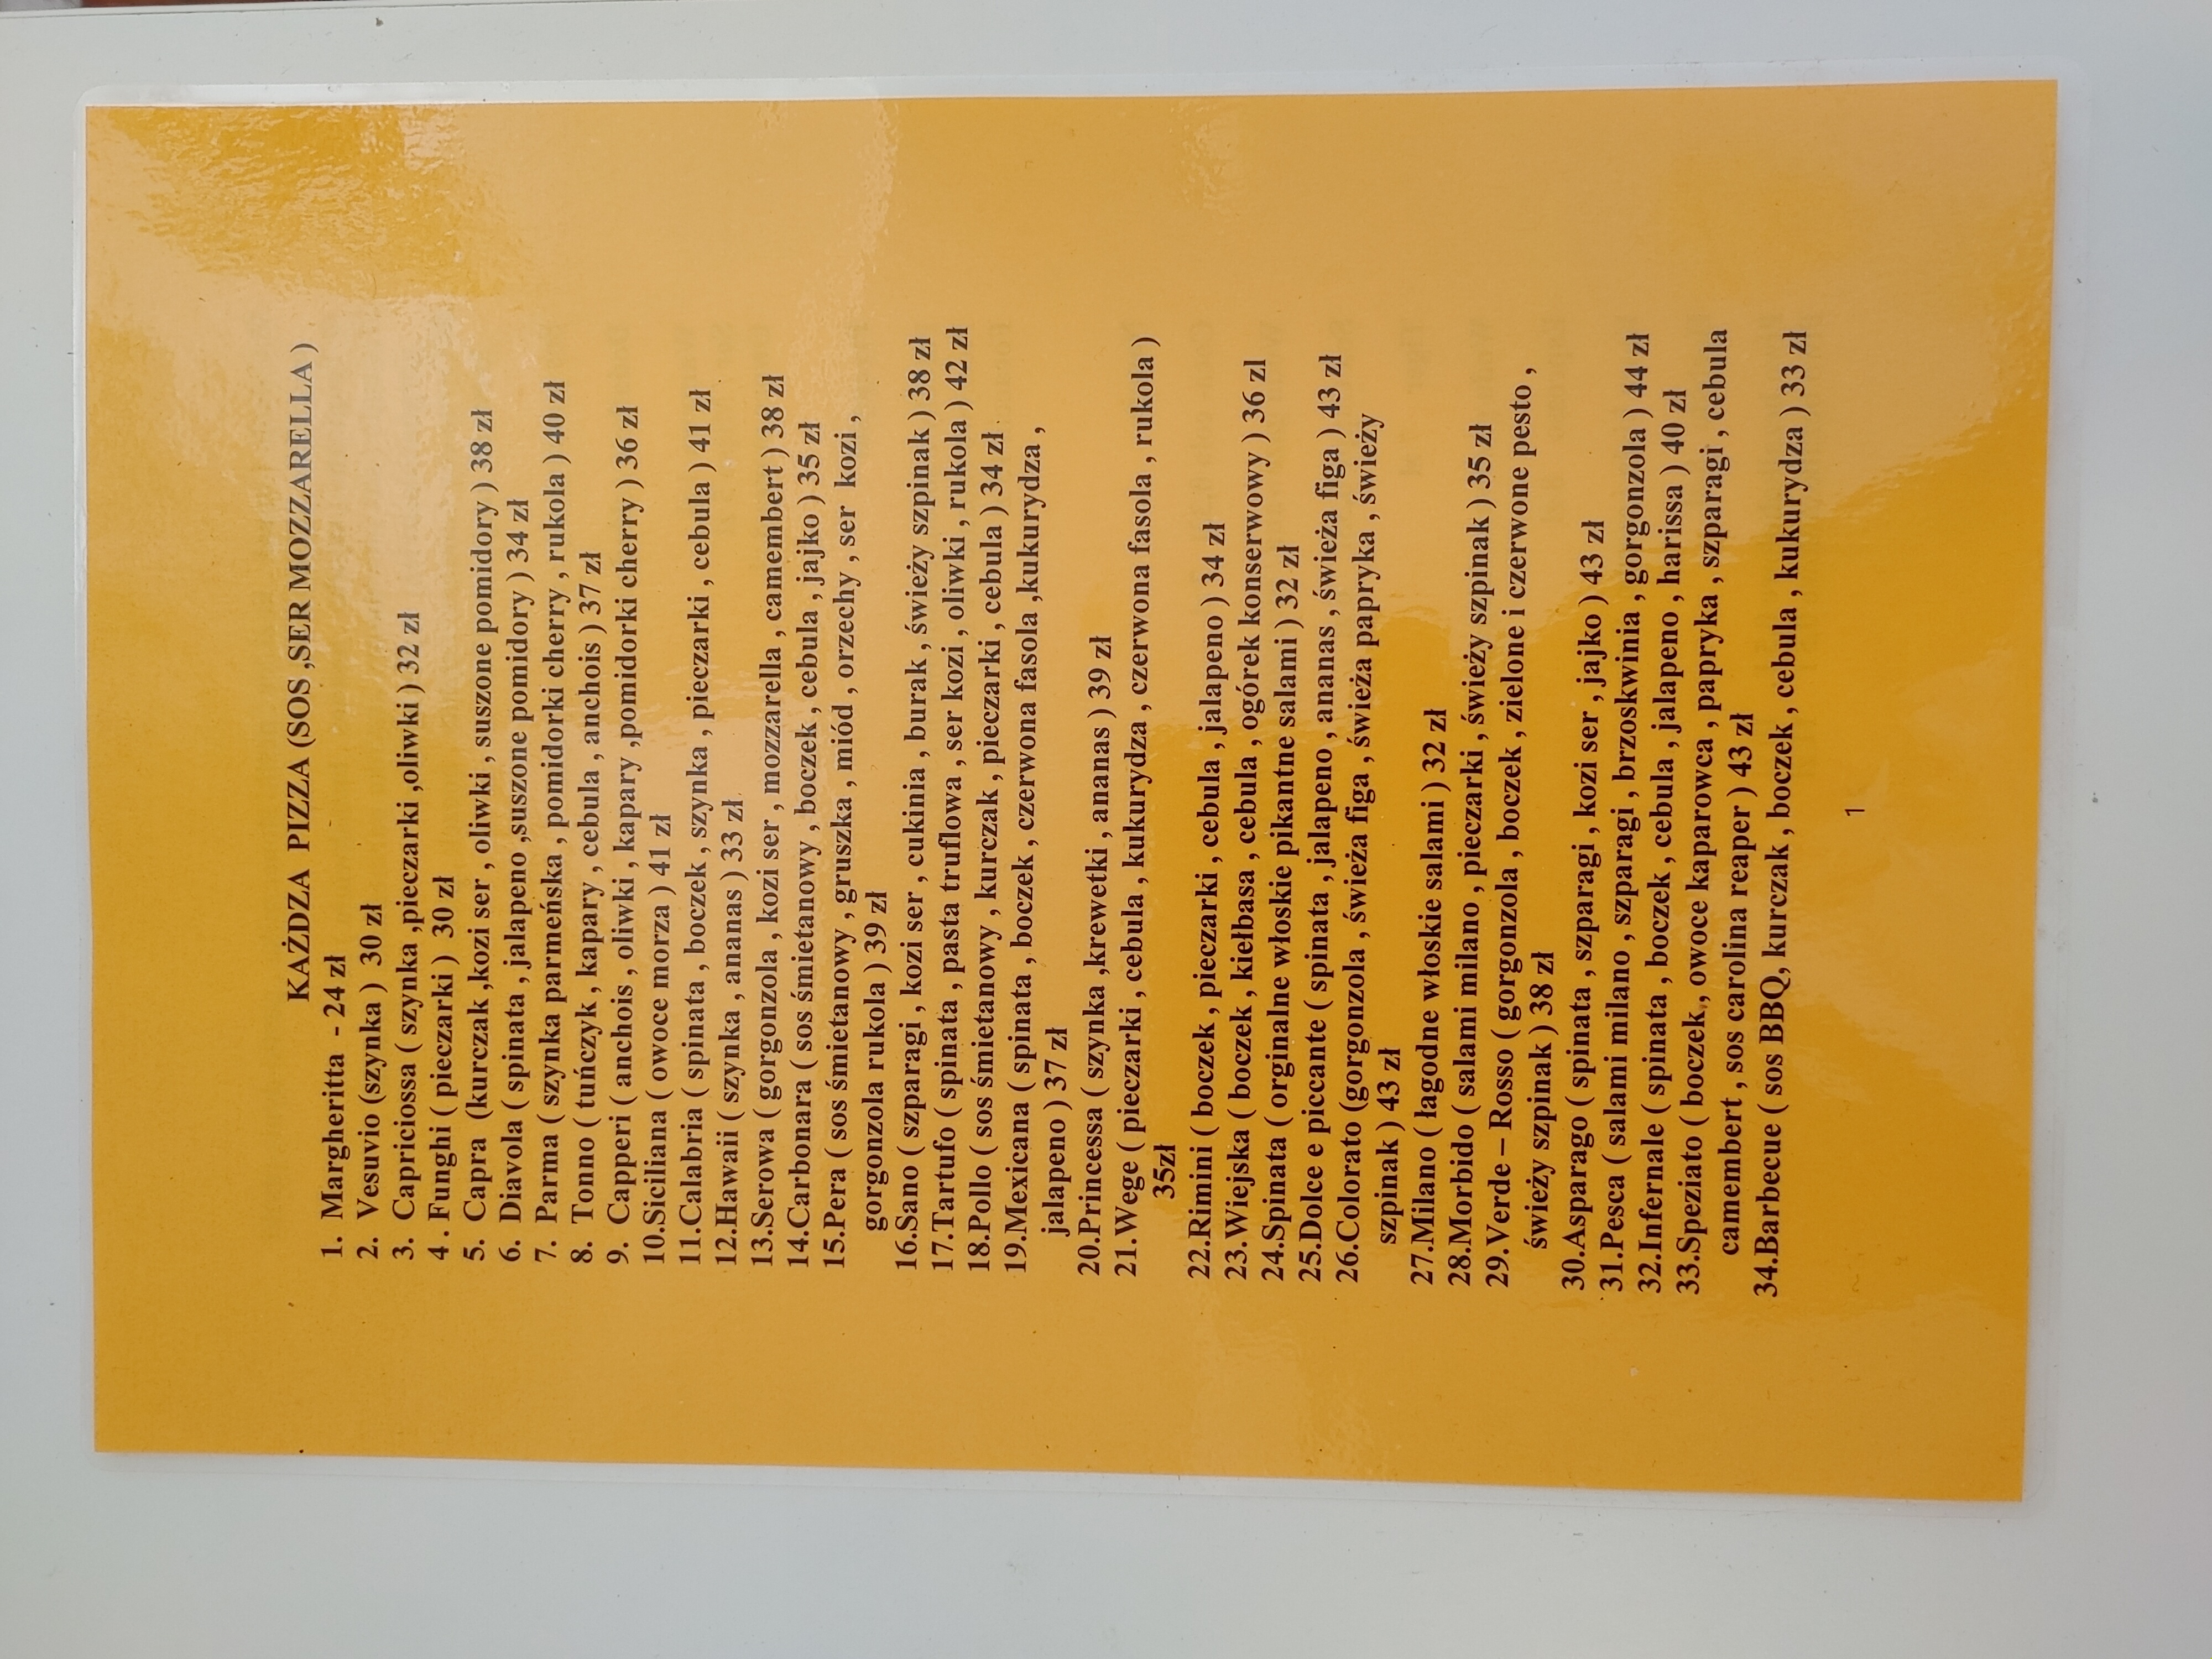 KAŻDZA PIZZA (SOS ,SER MOZZARELLA )
1. Margheritta - 24 zł
2. Vesuvio (szynka ) 30 zł
3. Capriciossa ( szynka ,pieczarki ,oliwki ) 32 zł
4 . Funghi ( pieczarki ) 30 zł
5. Capra (kurczak ,kozi ser , oliwki , suszone pomidory ) 38 zł
6. Diavola ( spinata , jalapeno ,suszone pomidory ) 34 zł
7. Parma ( szynka parmeńska , pomidorki cherry , rukola ) 40 zł
8. Tonno ( tuńczyk , kapary , cebula , anchois ) 37 zł
9. Capperi ( anchois , oliwki , kapary ,pomidorki cherry ) 36 zł
10.Siciliana ( owoce morza ) 41 zł
11.Calabria ( spinata , boczek , szynka , pieczarki , cebula ) 41 zł
12.Hawaii ( szynka , ananas ) 33 zł
13.Serowa ( gorgonzola , kozi ser , mozzarella , camembert ) 38 zł
14.Carbonara ( sos śmietanowy , boczek , cebula , jajko ) 35 zł
15.Pera ( sos śmietanowy , gruszka , miód , orzechy , ser kozi ,
gorgonzola rukola ) 39 zł
16.Sano ( szparagi , kozi ser , cukinia , burak , świeży szpinak ) 38 zł
17.Tartufo ( spinata , pasta truflowa , ser kozi , oliwki , rukola ) 42 zł
18.Pollo ( sos śmietanowy , kurczak , pieczarki , cebula ) 34 zł
19.Mexicana ( spinata , boczek , czerwona fasola ,kukurydza ,
jalapeno ) 37 zł
20.Princessa ( szynka ,krewetki , ananas ) 39 zł
21.Wege ( pieczarki , cebula , kukurydza , czerwona fasola , rukola )
35zł
22.Rimini ( boczek , pieczarki , cebula , jalapeno ) 34 zł
23.Wiejska ( boczek , kiełbasa , cebula , ogórek konserwowy ) 36 zl
24.Spinata ( orginalne włoskie pikantne salami ) 32 zł
25.Dolce e piccante ( spinata , jalapeno , ananas , świeża figa ) 43 zł
26.Colorato (gorgonzola , świeża figa , świeża papryka , świeży
szpinak ) 43 zł
27.Milano ( łagodne włoskie salami ) 32 zł
28.Morbido ( salami milano , pieczarki , świeży szpinak ) 35 zł
29.Verde – Rosso ( gorgonzola , boczek , zielone i czerwone pesto ,
świeży szpinak ) 38 zł
30.Asparago ( spinata , szparagi , kozi ser , jajko ) 43 zł
31.Pesca ( salami milano , szparagi , brzoskwinia , gorgonzola ) 44 zł
32.Infernale ( spinata , boczek , cebula , jalapeno , harissa ) 40 zł
33.Speziato ( boczek,, owoce kaparowca , papryka , szparagi , cebula
camembert , sos carolina reaper ) 43 zł
34.Barbecue ( sos BBQ, kurczak , boczek , cebula , kukurydza ) 33 zł
1